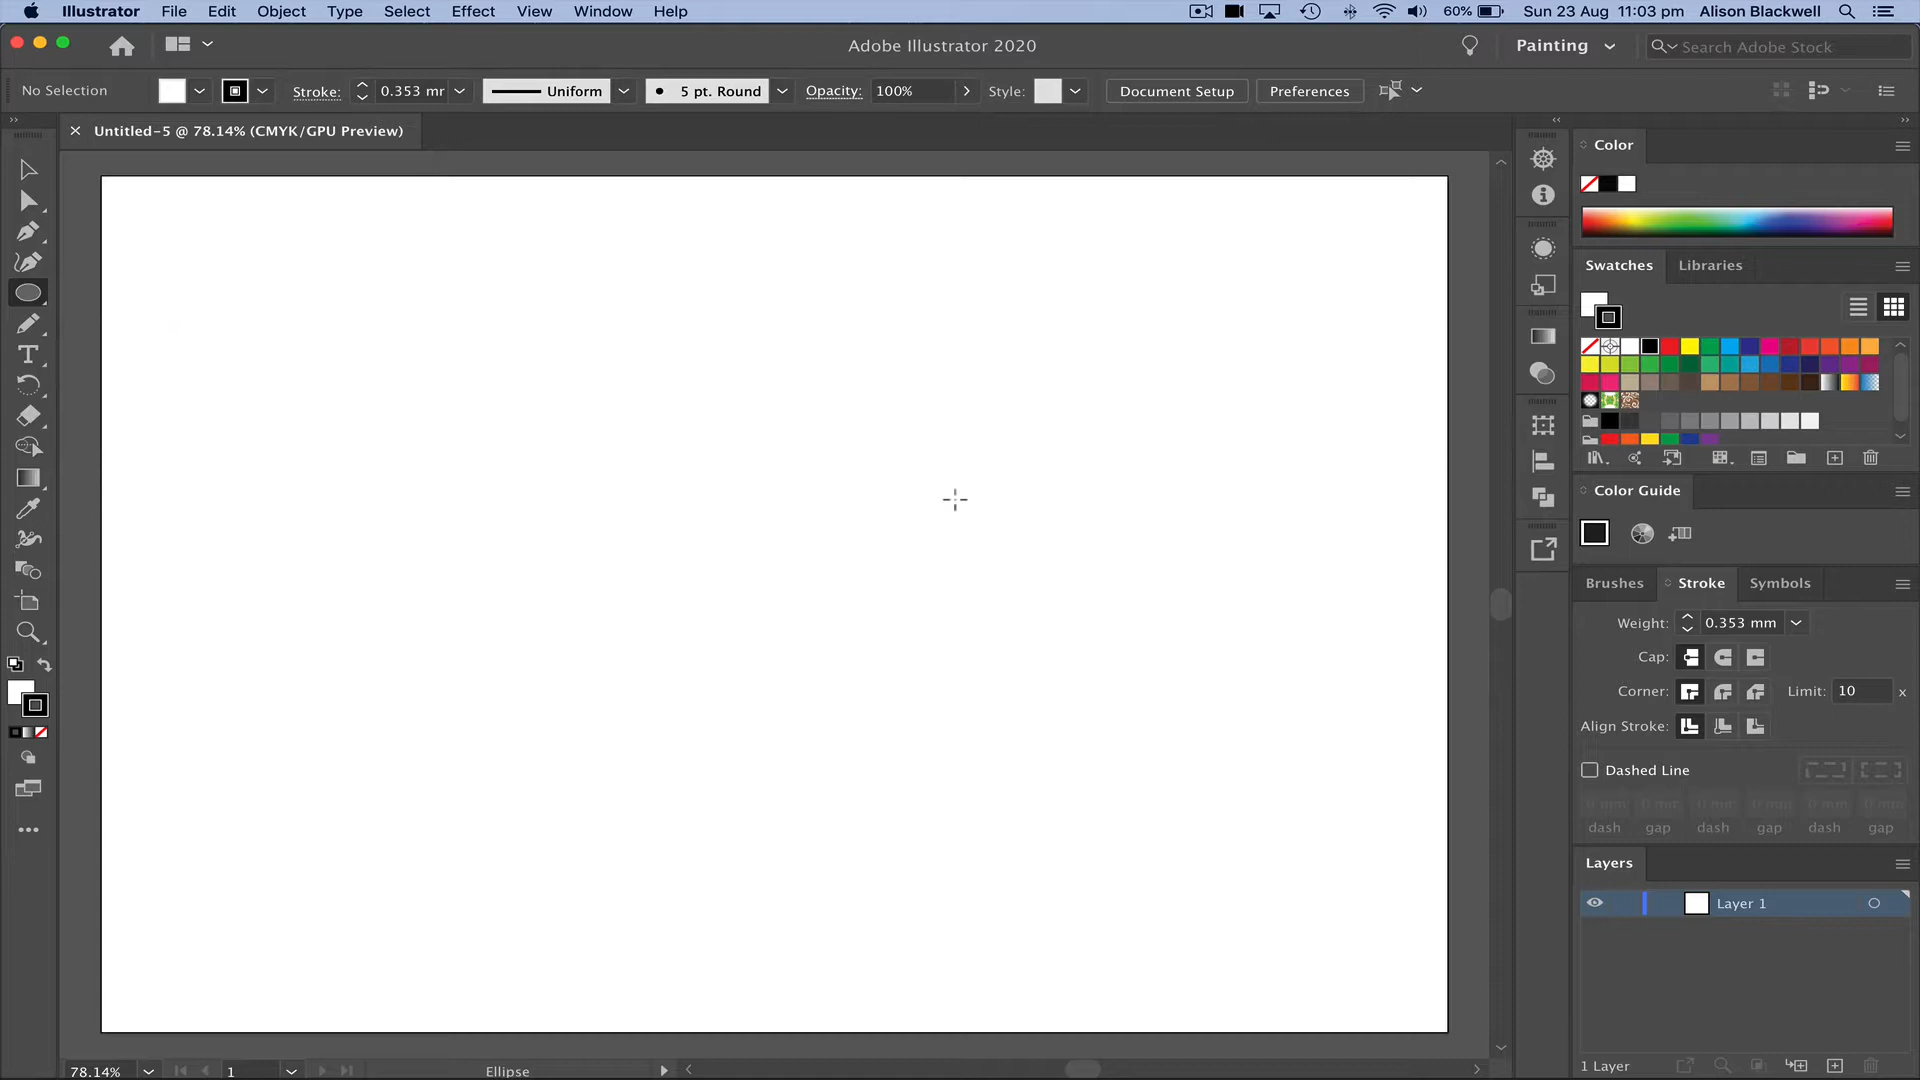 Illustrator File Edit Object Type Select Effect View Window Help 60% Sun 23 Aug 11:03 pm Alison Blackwell
Adobe Illustrator 2020 Painting Search Adobe Stock
No Selection Stroke: 0.353 mr Uniform 5 pt. Round Opacity: 100% Style: Document Setup Preferences
Untitled-5 @ 78.14% (CMYK/GPU Preview)
Color
Swatches Libraries
Color Guide
Brushes Stroke Symbols
Weight: 0.353 mm
Cap:
Corner: Limit: 10 x
Align Stroke:
Dashed Line
dash gap dash gap dash gap
Layers
Layer 1
1 Layer
78.14% 1 Ellipse